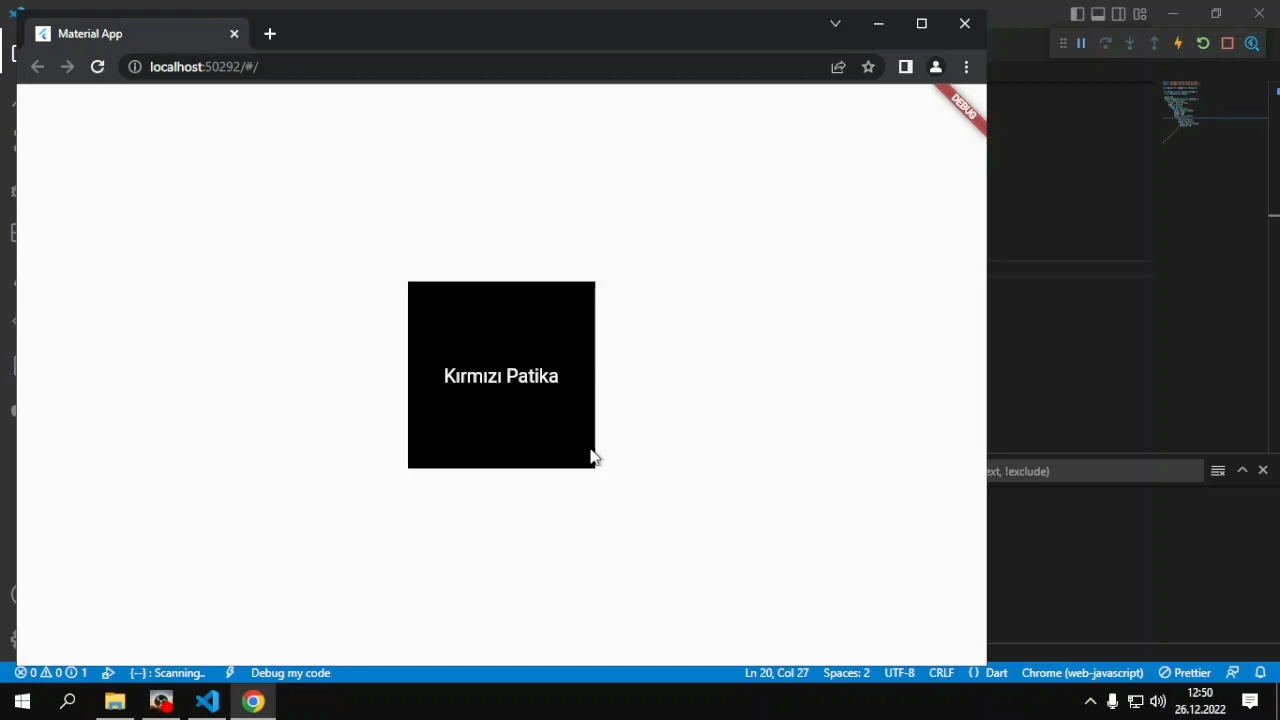 Material App
localhost:50292/#/
DEBUG
Kırmızı Patika
ext, !exclude)
0 0 1 {--} : Scanning.. Debug my code Ln 20, Col 27 Spaces: 2 UTF-8 CRLF { } Dart Chrome (web-javascript) Prettier
12:50
26.12.2022